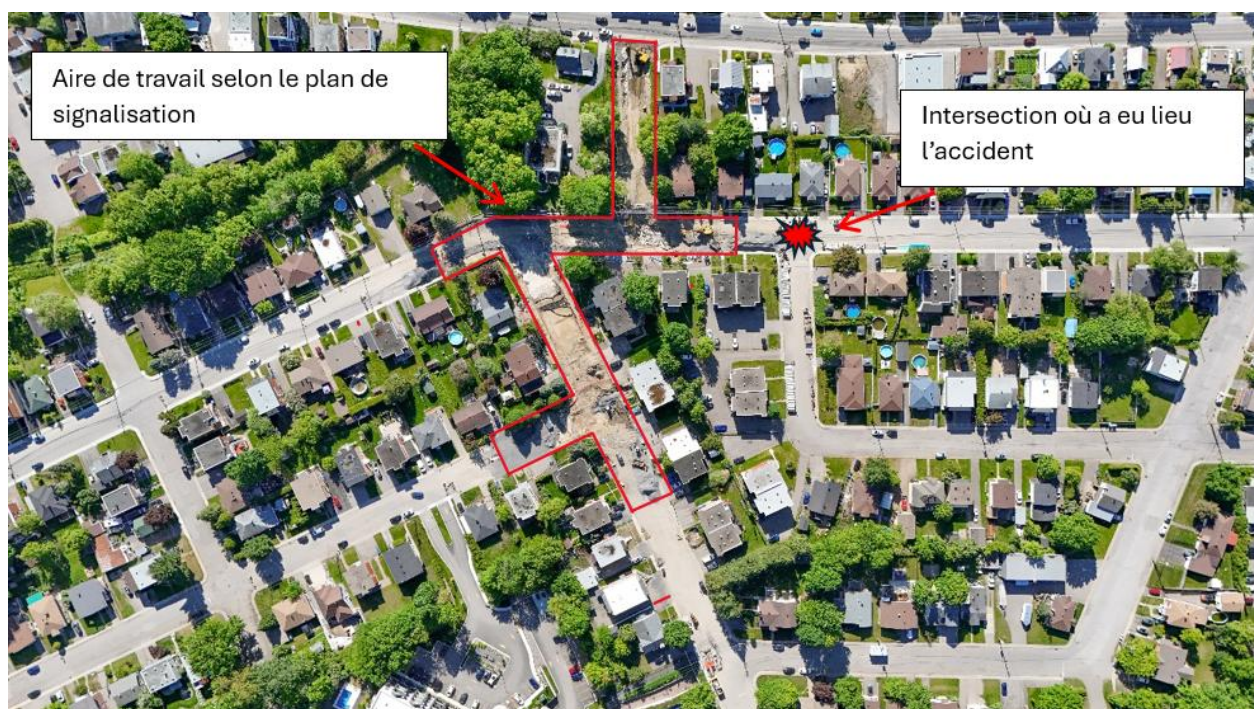 Aire de travail selon le plan de
signalisation
Intersection où a eu lieu
l’accident